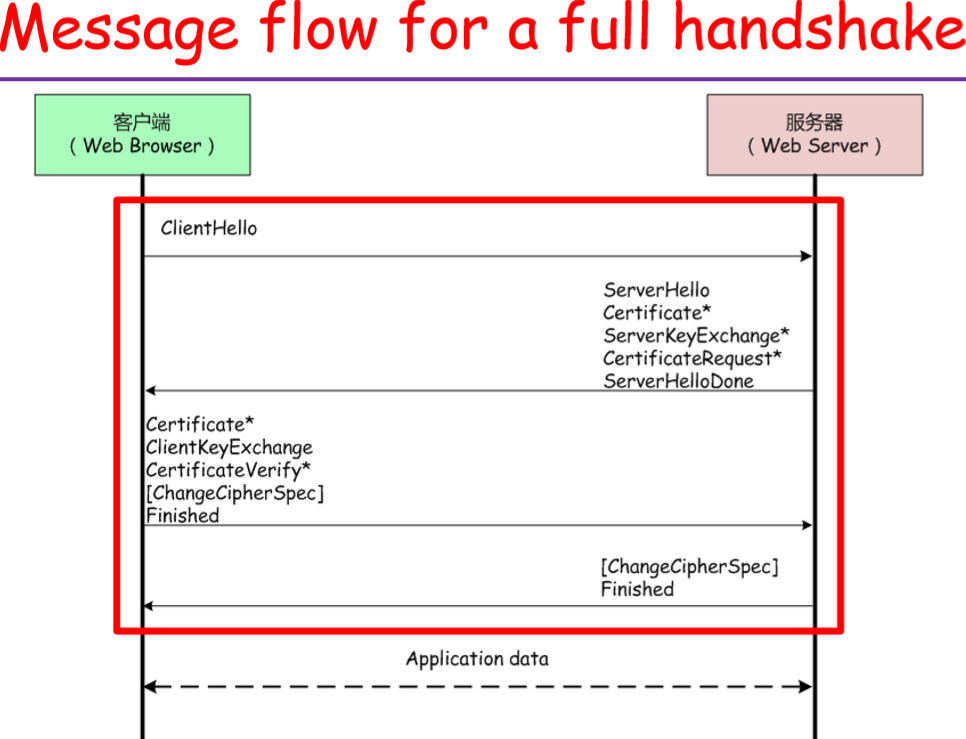 Message flow for a full handshake
客户端
( Web Browser )
服务器
( Web Server )
ClientHello
ServerHello
Certificate*
ServerKeyExchange*
CertificateRequest*
ServerHelloDone
Certificate*
ClientKeyExchange
CertificateVerify*
[ChangeCipherSpec]
Finished
[ChangeCipherSpec]
Finished
Application data